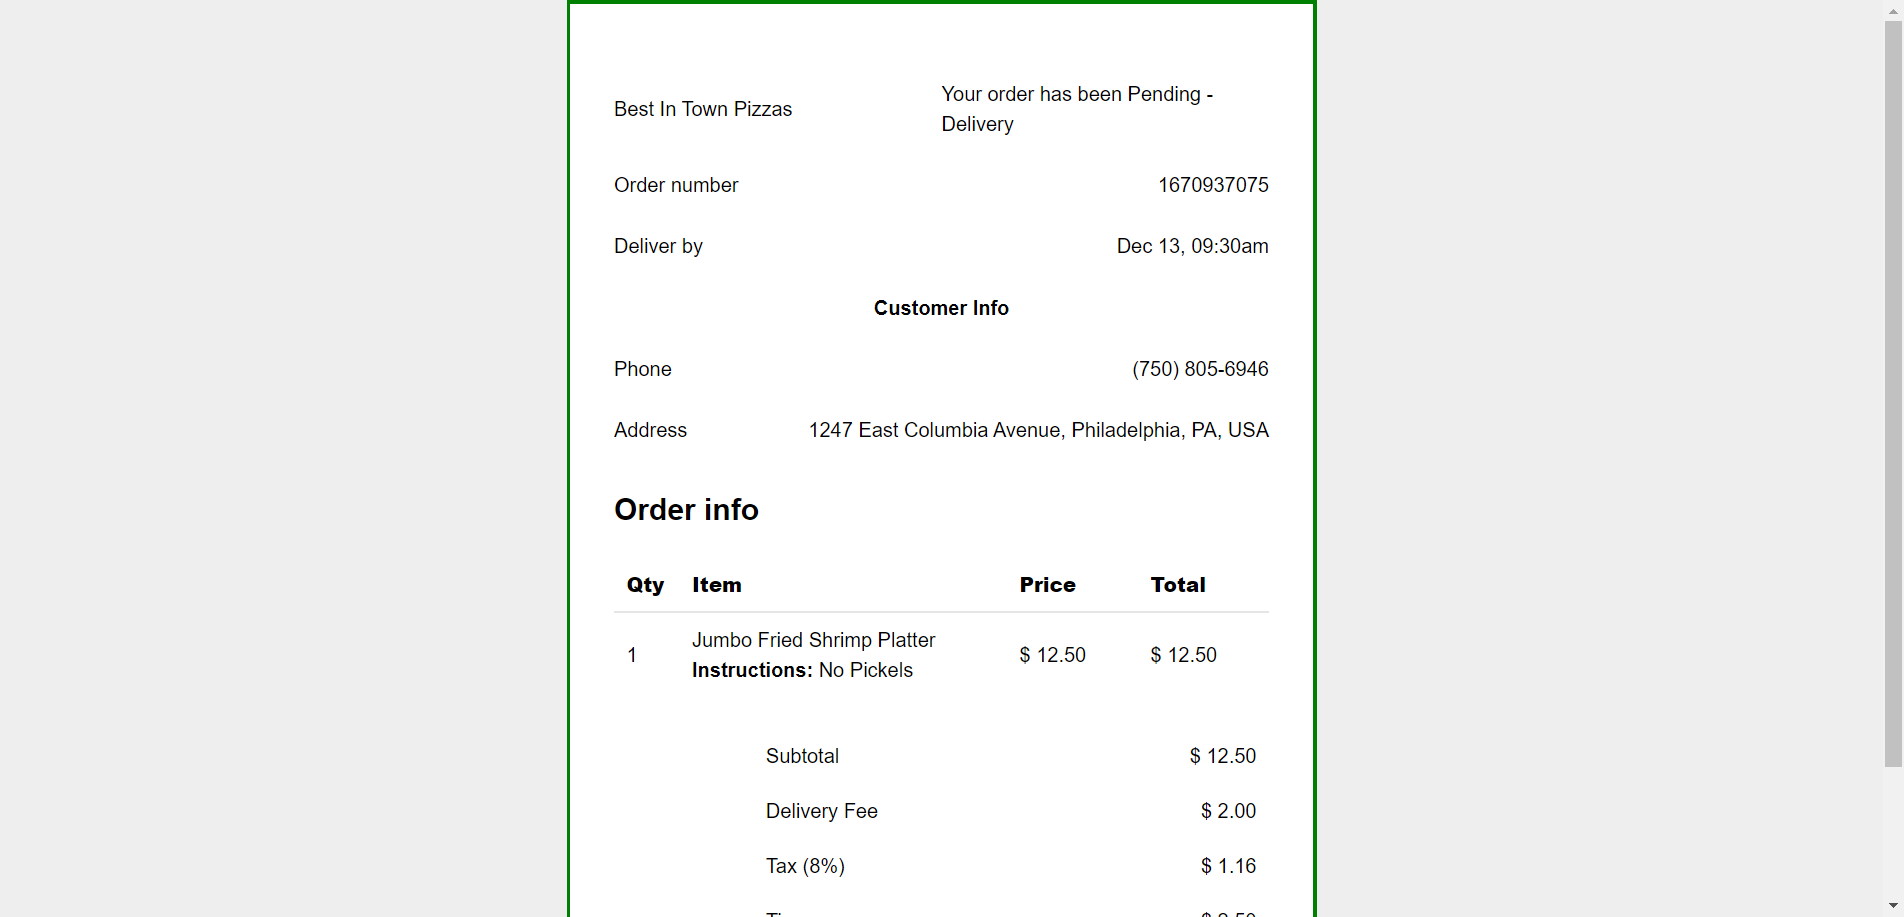 Best In Town Pizzas
Your order has been Pending -
Delivery
Order number 1670937075
Deliver by Dec 13, 09:30am
Customer Info
Phone (750) 805-6946
Address 1247 East Columbia Avenue, Philadelphia, PA, USA
Order info
Qty Item Price Total
1 Jumbo Fried Shrimp Platter $ 12.50 $ 12.50
Instructions: No Pickels
Subtotal $ 12.50
Delivery Fee $ 2.00
Tax (8%) $ 1.16